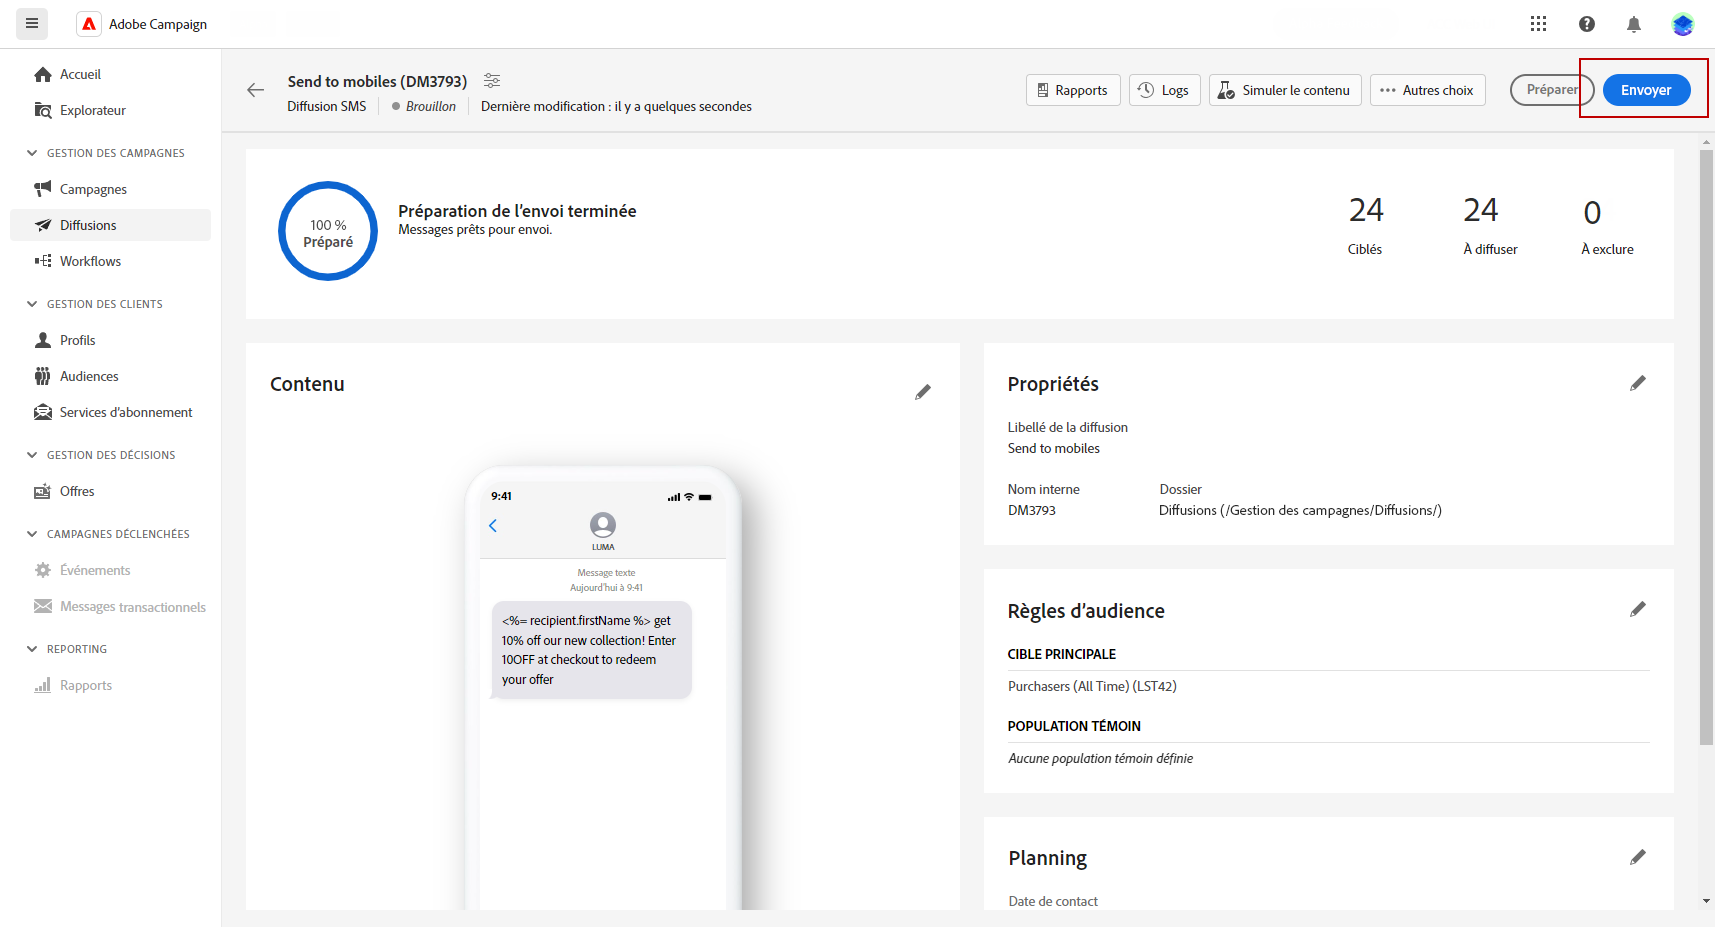 Adobe Campaign
Accueil
Explorateur
GESTION DES CAMPAGNES
Campagnes
Diffusions
Workflows
GESTION DES CLIENTS
Profils
Audiences
Services d'abonnement
GESTION DES DÉCISIONS
Offres
CAMPAGNES DÉCLENCHÉES
Événements
Messages transactionnels
REPORTING
Rapports
Send to mobiles (DM3793)
Diffusion SMS
Brouillon
Dernière modification : il y a quelques secondes
Rapports
Logs
Simuler le contenu
Autres choix
Préparer
Envoyer
100 %
Préparé
Préparation de l'envoi terminée
Messages prêts pour envoi.
24
Ciblés
24
À diffuser
0
À exclure
Contenu
9:41
LUMA
Message texte
Aujourd'hui à 9:41
<%= recipient.firstName %> get
10% off our new collection! Enter
10OFF at checkout to redeem
your offer
Propriétés
Libellé de la diffusion
Send to mobiles
Nom interne
DM3793
Dossier
Diffusions (/Gestion des campagnes/Diffusions/)
Règles d'audience
CIBLE PRINCIPALE
Purchasers (All Time) (LST42)
POPULATION TÉMOIN
Aucune population témoin définie
Planning
Date de contact